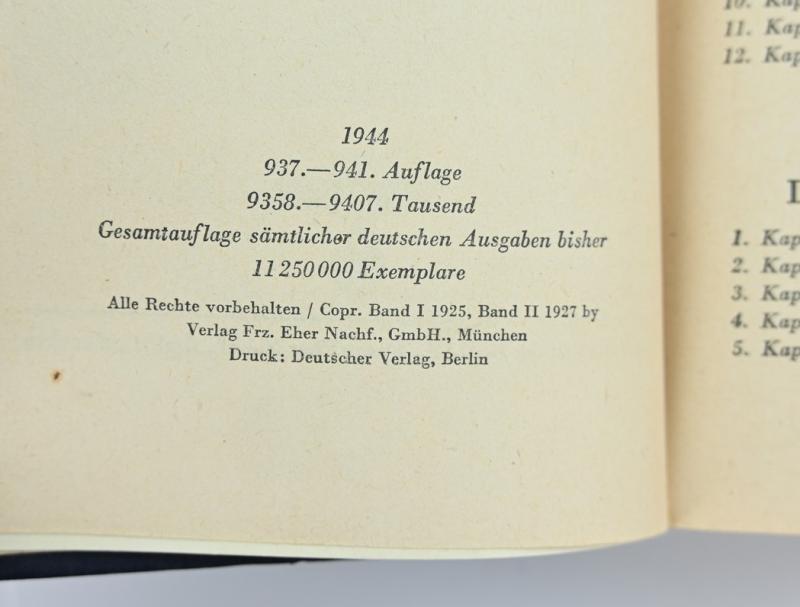 1944
937.—941. Auflage
9358.—9407. Tausend
Gesamtauflage sämtlicher deutschen Ausgaben bisher
11 250 000 Exemplare
Alle Rechte vorbehalten / Copr. Band I 1925, Band II 1927 by
Verlag Frz. Eher Nachf., GmbH., München
Druck: Deutscher Verlag, Berlin
10. Kap
11. Kap
12. Kap
1. Kap
2. Kap
3. Kap
4. Kap
5. Kap